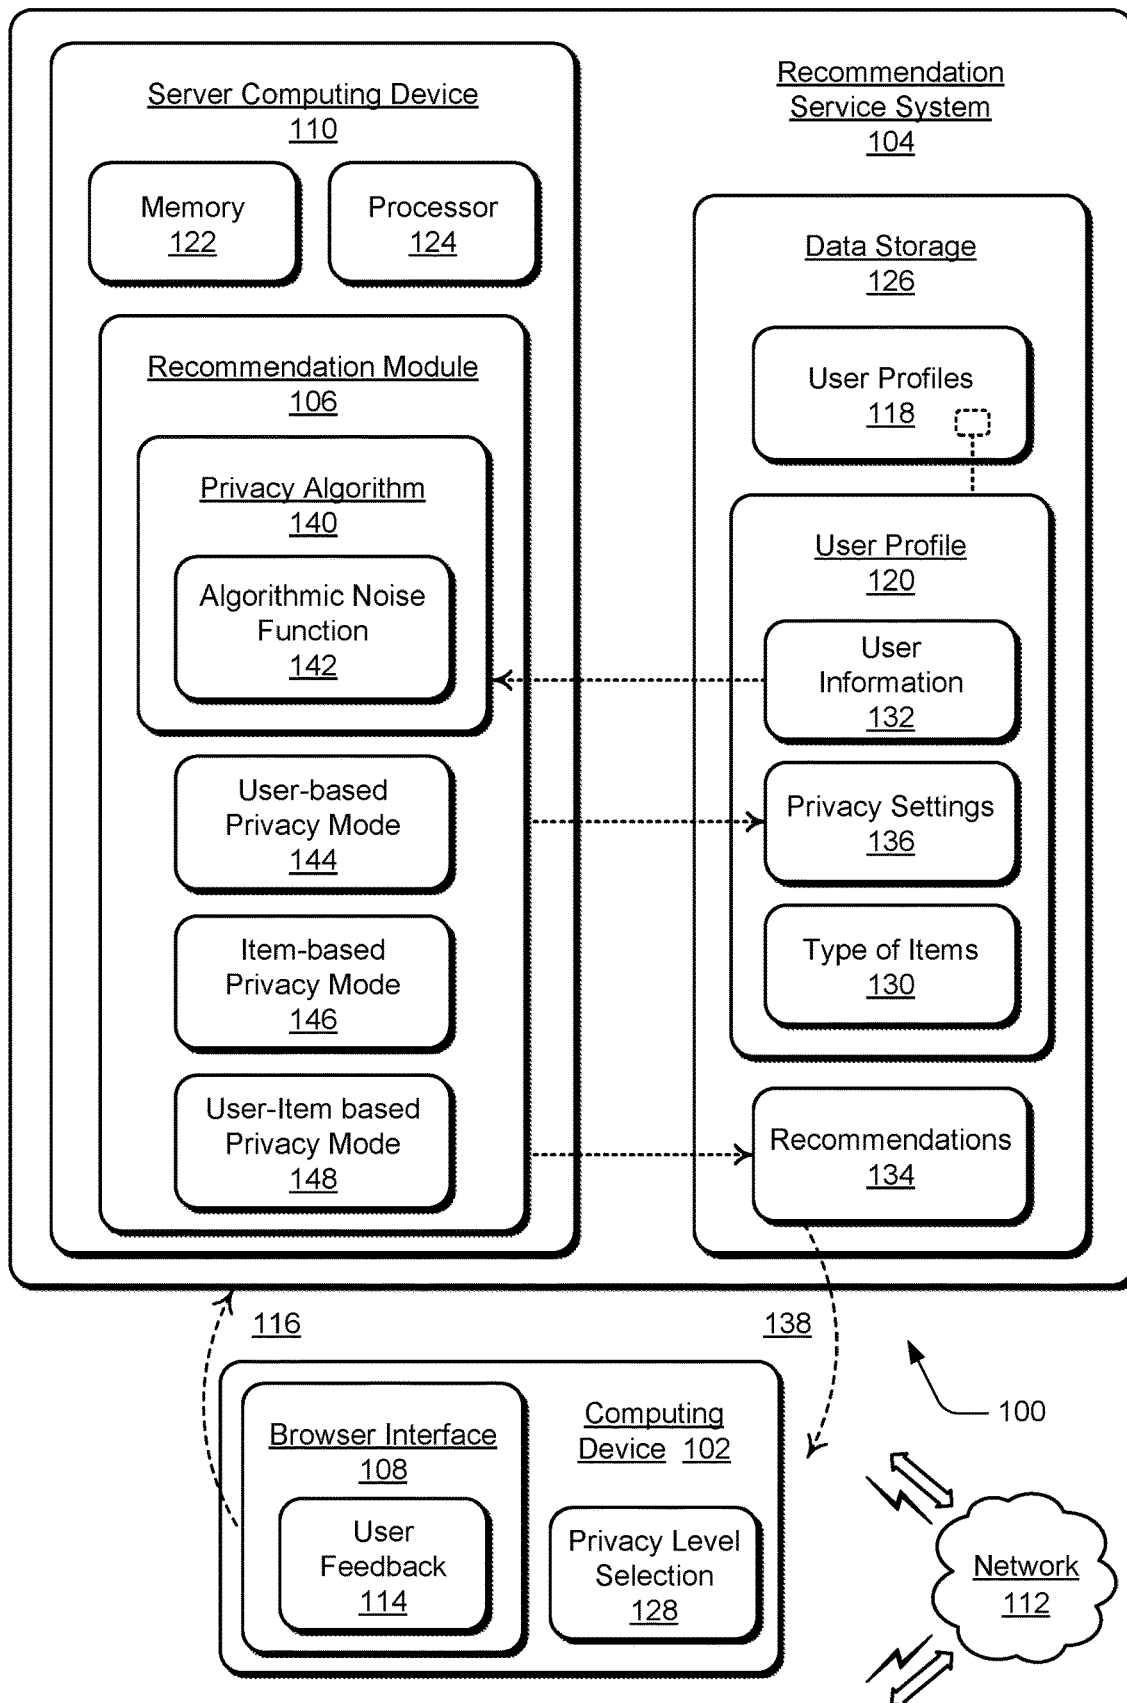 Server Computing Device
110
Memory
122
Processor
124
Recommendation Module
106
Privacy Algorithm
140
Algorithmic Noise
Function
142
User-based
Privacy Mode
144
Item-based
Privacy Mode
146
User-Item based
Privacy Mode
148
Recommendation
Service System
104
Data Storage
126
User Profiles
118
User Profile
120
User
Information
132
Privacy Settings
136
Type of Items
130
Recommendations
134
116
138
Browser Interface
108
User
Feedback
114
Computing
Device 102
Privacy Level
Selection
128
100
Network
112